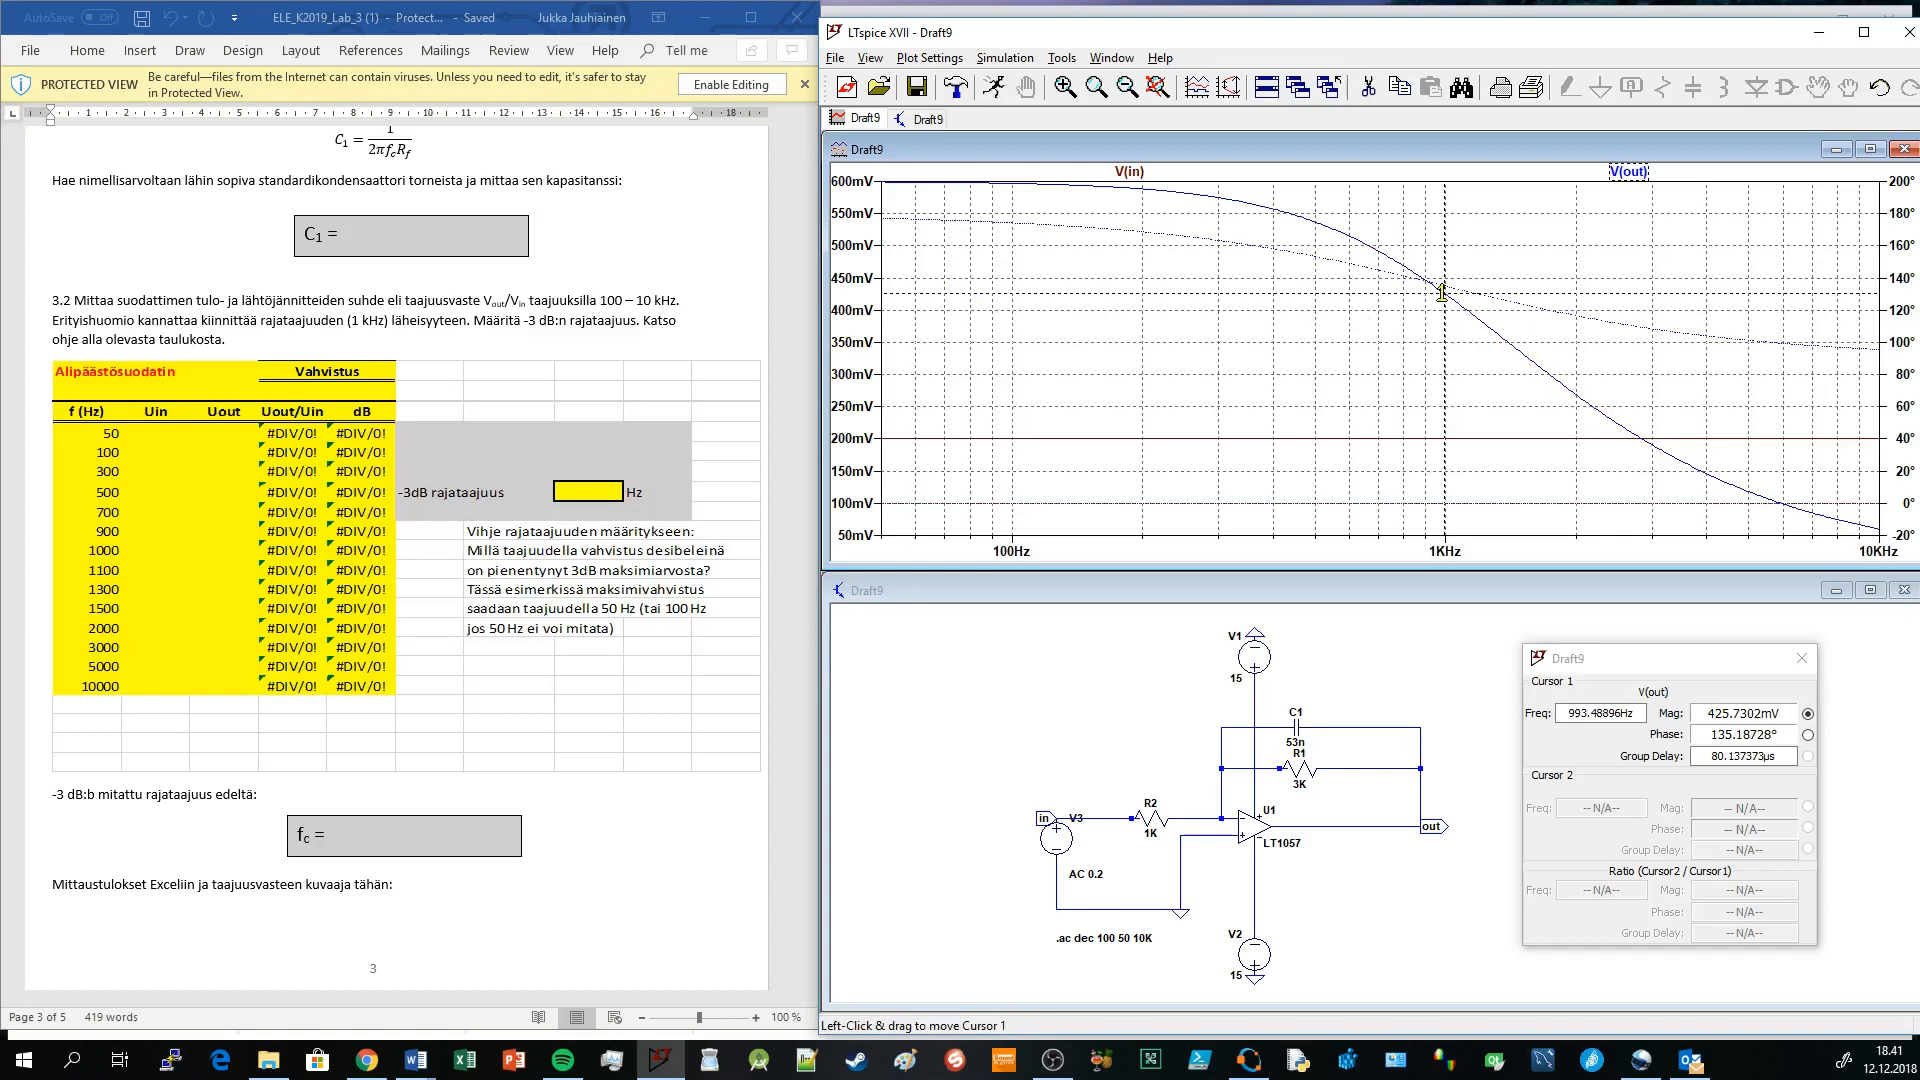 AutoSave Off ELE_K2019_Lab_3 (1) - Protect... - Saved Jukka Jauhiainen
File Home Insert Draw Design Layout References Mailings Review View Help Tell me
PROTECTED VIEW Be careful—files from the Internet can contain viruses. Unless you need to edit, it's safer to stay in Protected View. Enable Editing
1 2 3 4 5 6 7 8 9 10 11 12 13 14 15 16 18
C1 = 1 / 2πfcRf
Hae nimellisarvoltaan lähin sopiva standardikondensaattori torneista ja mittaa sen kapasitanssi:
C1 =
3.2 Mittaa suodattimen tulo- ja lähtöjännitteiden suhde eli taajuusvaste Vout/Vin taajuuksilla 100 – 10 kHz.
Erityishuomio kannattaa kiinnittää rajataajuuden (1 kHz) läheisyyteen. Määritä -3 dB:n rajataajuus. Katso
ohje alla olevasta taulukosta.
Alipäästösuodatin Vahvistus
f (Hz) Uin Uout Uout/Uin dB
50 #DIV/0! #DIV/0!
100 #DIV/0! #DIV/0!
300 #DIV/0! #DIV/0!
500 #DIV/0! #DIV/0! -3dB rajataajuus Hz
700 #DIV/0! #DIV/0!
900 #DIV/0! #DIV/0! Vihje rajataajuuden määritykseen:
1000 #DIV/0! #DIV/0! Millä taajuudella vahvistus desibeleinä
1100 #DIV/0! #DIV/0! on pienentynyt 3dB maksimiarvosta?
1300 #DIV/0! #DIV/0! Tässä esimerkissä maksimivahvistus
1500 #DIV/0! #DIV/0! saadaan taajuudella 50 Hz (tai 100 Hz
2000 #DIV/0! #DIV/0! jos 50 Hz ei voi mitata)
3000 #DIV/0! #DIV/0!
5000 #DIV/0! #DIV/0!
10000 #DIV/0! #DIV/0!
-3 dB:b mitattu rajataajuus edeltä:
fc =
Mittaustulokset Exceliin ja taajuusvasteen kuvaaja tähän:
3
Page 3 of 5 419 words 100 %
LTspice XVII - Draft9
File View Plot Settings Simulation Tools Window Help
Draft9 Draft9
Draft9
V(in) V(out)
600mV 200°
550mV 180°
500mV 160°
450mV 140°
400mV 120°
350mV 100°
300mV 80°
250mV 60°
200mV 40°
150mV 20°
100mV 0°
50mV -20°
100Hz 1KHz 10KHz
Draft9
V1
15
C1
53n
R1
3K
in
V3
R2
1K
U1
LT1057
out
AC 0.2
.ac dec 100 50 10K
V2
15
Draft9
Cursor 1
V(out)
Freq: 993.48896Hz Mag: 425.7302mV
Phase: 135.18728°
Group Delay: 80.137373µs
Cursor 2
Freq: -- N/A-- Mag: -- N/A--
Phase: -- N/A--
Group Delay: -- N/A--
Ratio (Cursor2 / Cursor1)
Freq: -- N/A-- Mag: -- N/A--
Phase: -- N/A--
Group Delay: -- N/A--
Left-Click & drag to move Cursor 1
18.41
12.12.2018